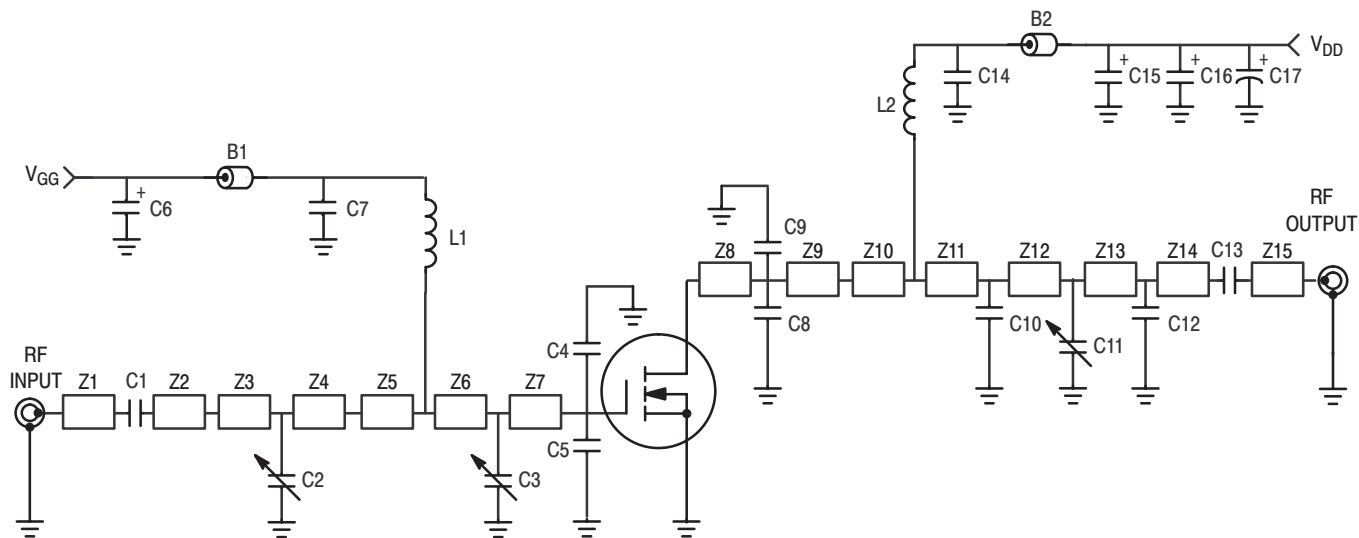 B2
VDD
C14
+
C15
+
C16
+
C17
L2
B1
VGG
+
C6
C7
L1
C9
RF
OUTPUT
Z8
Z9
Z10
Z11
Z12
Z13
Z14
C13
Z15
C8
C10
C11
C12
C4
RF
INPUT
Z1
C1
Z2
Z3
Z4
Z5
Z6
Z7
C5
C2
C3